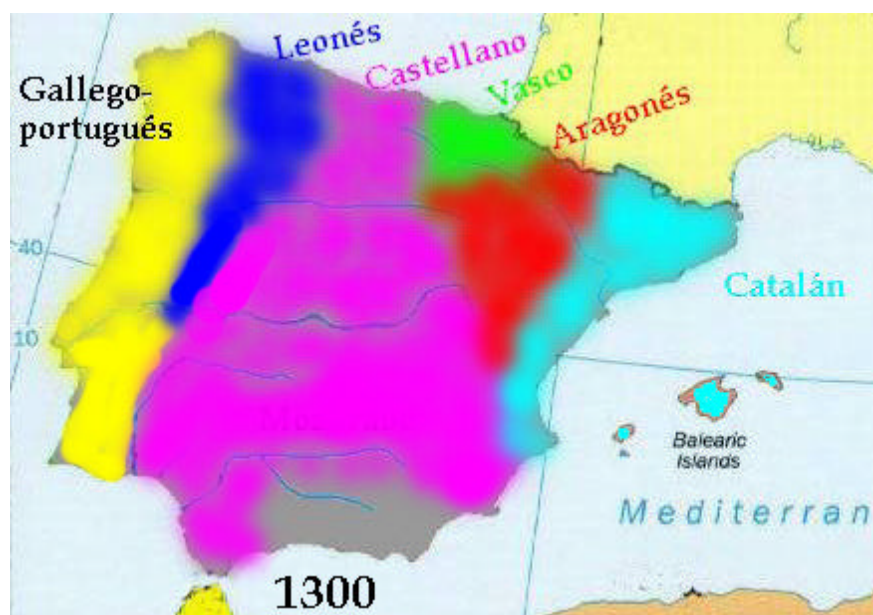 Leonés
Castellano
Vasco
Gallego-
portugués
Aragonés
40
Catalán
10
Balearic
Islands
Mediterran
1300